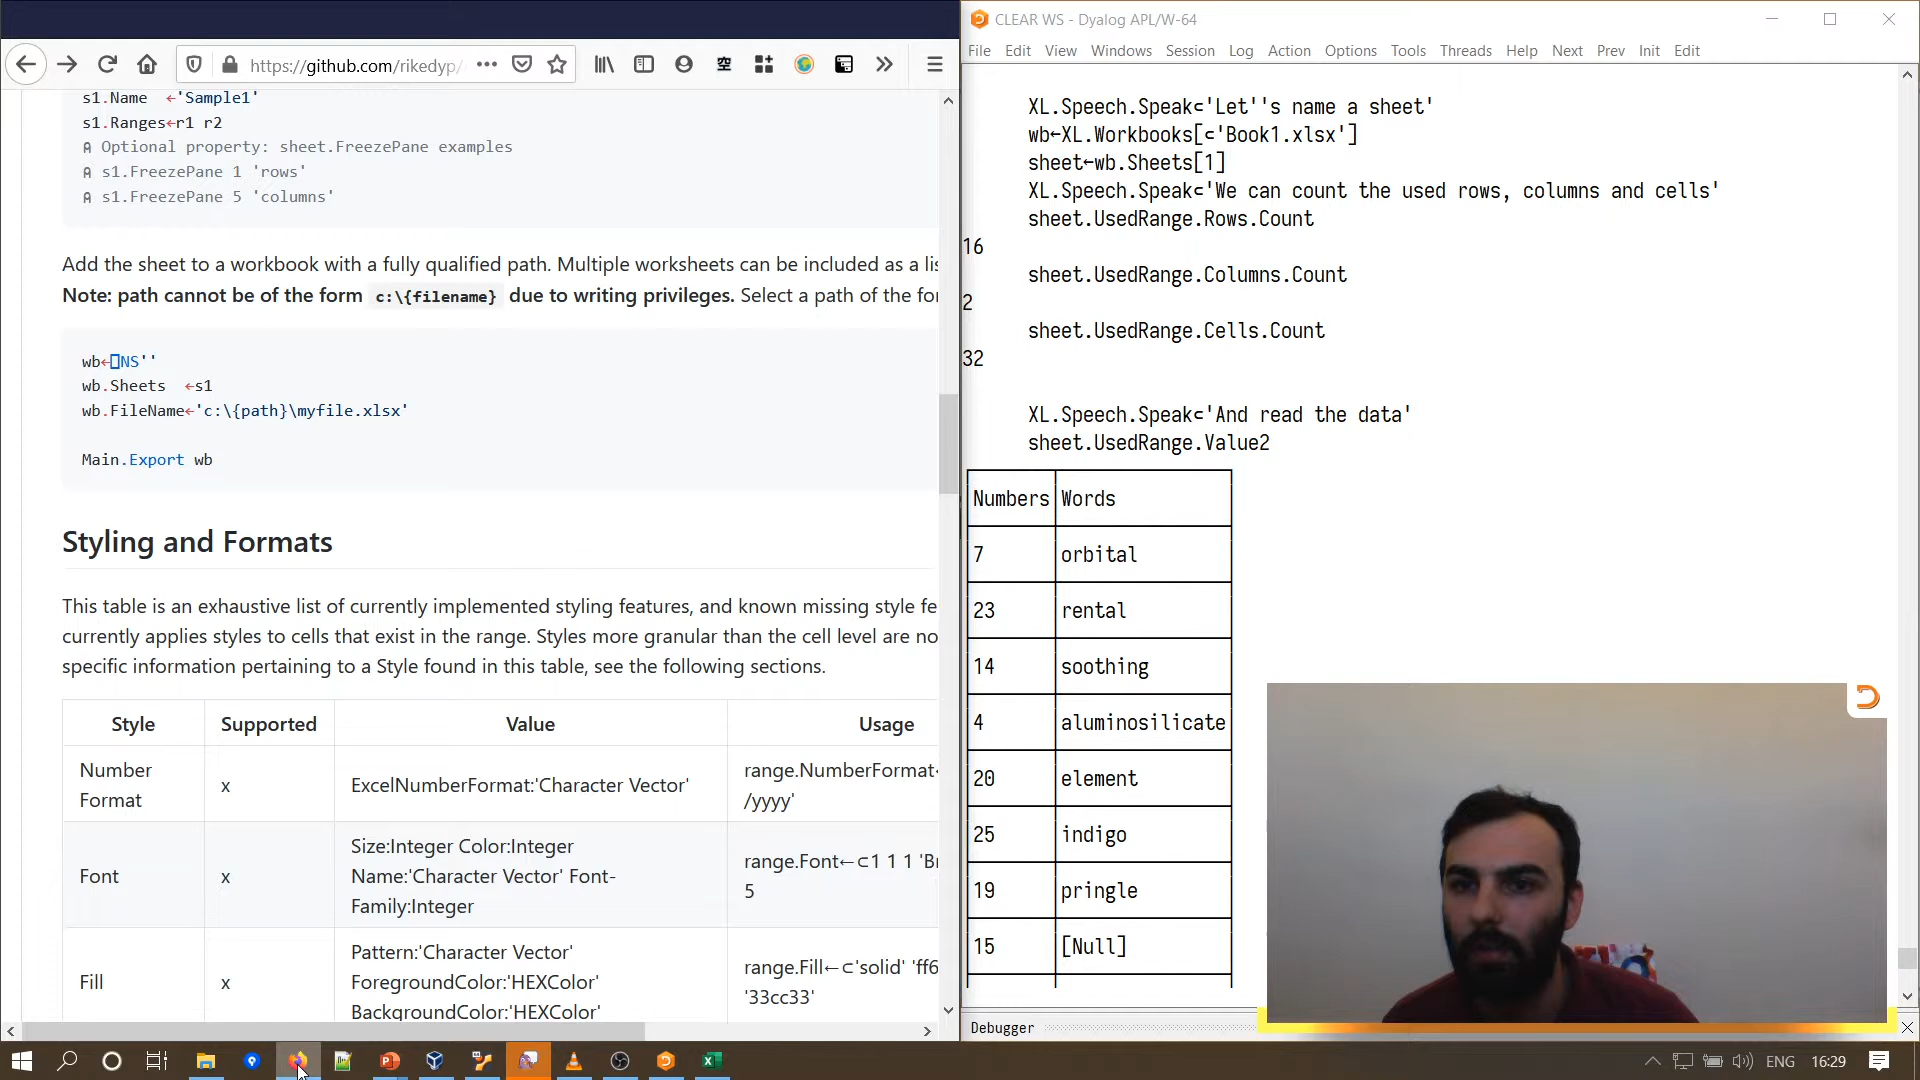 https://github.com/rikedyp/
s1.Name ←'Sample1'
s1.Ranges←r1 r2
⍝ Optional property: sheet.FreezePane examples
⍝ s1.FreezePane 1 'rows'
⍝ s1.FreezePane 5 'columns'
Add the sheet to a workbook with a fully qualified path. Multiple worksheets can be included as a lis
Note: path cannot be of the form c:\{filename} due to writing privileges. Select a path of the for
wb←⎕NS''
wb.Sheets ←s1
wb.FileName←'c:\{path}\myfile.xlsx'
Main.Export wb
Styling and Formats
This table is an exhaustive list of currently implemented styling features, and known missing style fe
currently applies styles to cells that exist in the range. Styles more granular than the cell level are no
specific information pertaining to a Style found in this table, see the following sections.
Style Supported Value Usage
Number Format x ExcelNumberFormat:'Character Vector' range.NumberFormat
/yyyy'
Font x Size:Integer Color:Integer
Name:'Character Vector' Font-
Family:Integer
range.Font←⊂1 1 1 'B
5
Fill x Pattern:'Character Vector'
ForegroundColor:'HEXColor'
BackgroundColor:'HEXColor'
range.Fill←⊂'solid' 'ff6
'33cc33'
CLEAR WS - Dyalog APL/W-64
File Edit View Windows Session Log Action Options Tools Threads Help Next Prev Init Edit
XL.Speech.Speak⊂'Let''s name a sheet'
wb←XL.Workbooks[⊂'Book1.xlsx']
sheet←wb.Sheets[1]
XL.Speech.Speak⊂'We can count the used rows, columns and cells'
sheet.UsedRange.Rows.Count
16
sheet.UsedRange.Columns.Count
2
sheet.UsedRange.Cells.Count
32
XL.Speech.Speak⊂'And read the data'
sheet.UsedRange.Value2
Numbers Words
7 orbital
23 rental
14 soothing
4 aluminosilicate
20 element
25 indigo
19 pringle
15 [Null]
Debugger
ENG 16:29